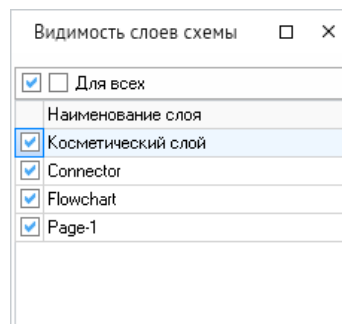 Видимость слоев схемы
Для всех
Наименование слоя
Косметический слой
Connector
Flowchart
Page-1